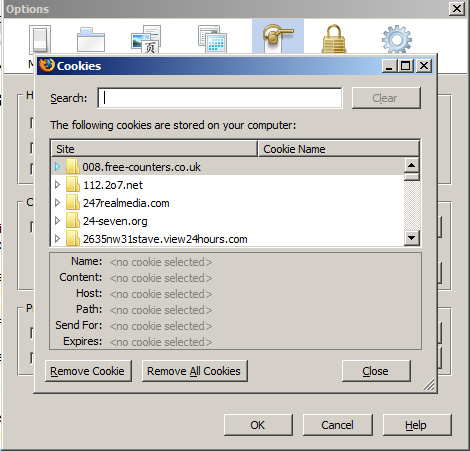 Options
Cookies
Search:
Clear
The following cookies are stored on your computer:
Site Cookie Name
008.free-counters.co.uk
112.2o7.net
247realmedia.com
24-seven.org
2635nw31stave.view24hours.com
Name: <no cookie selected>
Content: <no cookie selected>
Host: <no cookie selected>
Path: <no cookie selected>
Send For: <no cookie selected>
Expires: <no cookie selected>
Remove Cookie Remove All Cookies Close
OK Cancel Help